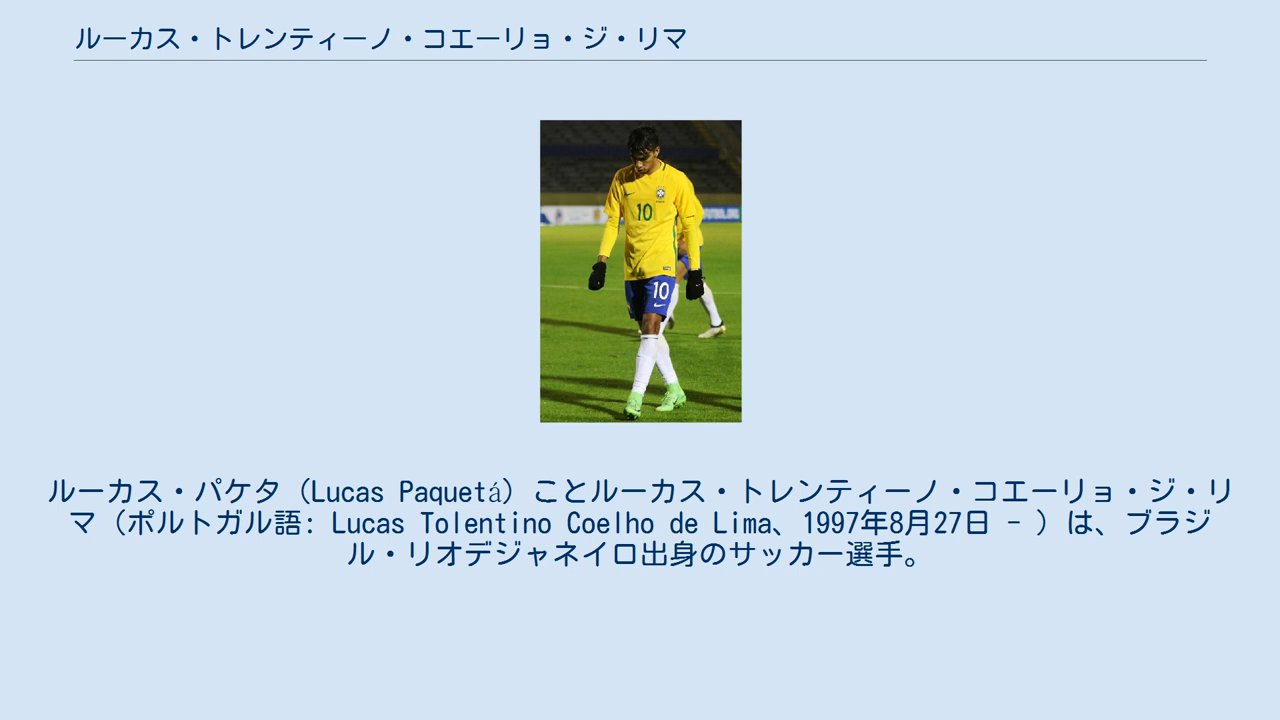 ルーカス・トレンティーノ・コエーリョ・ジ・リマ
10
10
ルーカス・パケタ（Lucas Paquetá）ことルーカス・トレンティーノ・コエーリョ・ジ・リ
マ（ポルトガル語: Lucas Tolentino Coelho de Lima、1997年8月27日 - ）は、ブラジ
ル・リオデジャネイロ出身のサッカー選手。